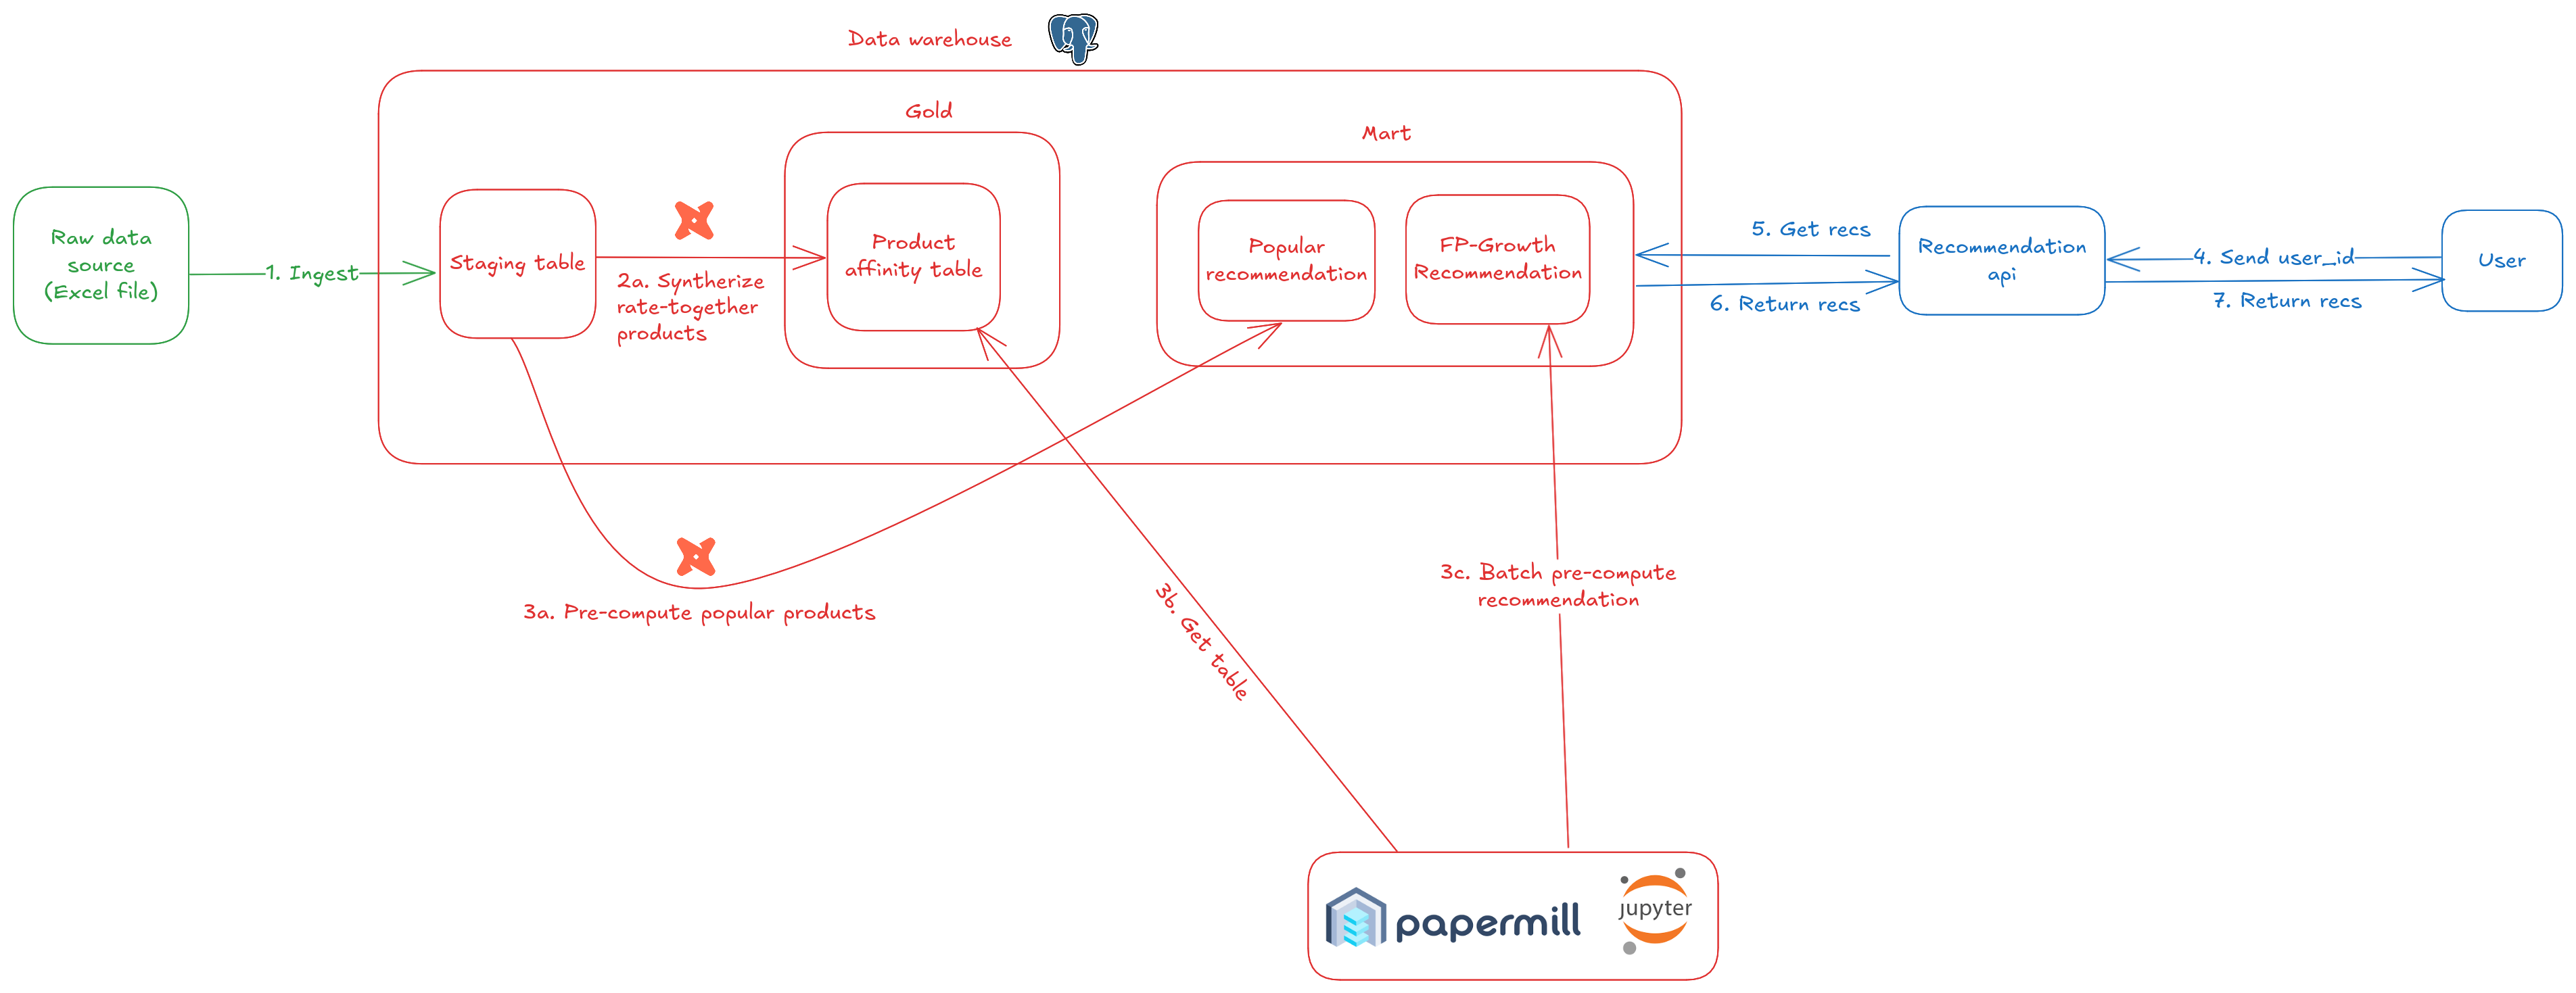 Data warehouse
Gold
Mart
Raw data
source
(Excel file)
1. Ingest
Staging table
2a. Syntherize
rate-together
products
Product
affinity table
Popular
recommendation
FP-Growth
Recommendation
5. Get recs
6. Return recs
Recommendation
api
4. Send user_id
7. Return recs
User
3a. Pre-compute popular products
3b. Get table
3c. Batch pre-compute
recommendation
papermill
jupyter